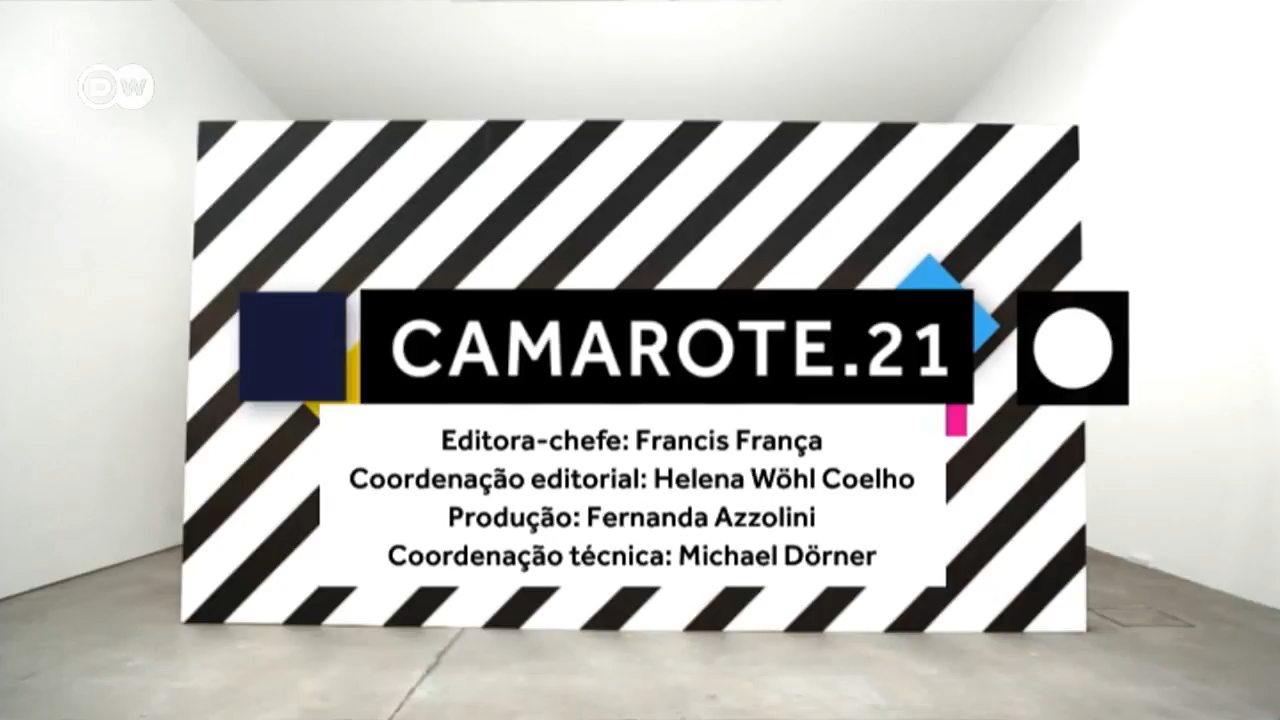 DW
CAMAROTE.21
Editora-chefe: Francis França
Coordenação editorial: Helena Wöhl Coelho
Produção: Fernanda Azzolini
Coordenação técnica: Michael Dörner